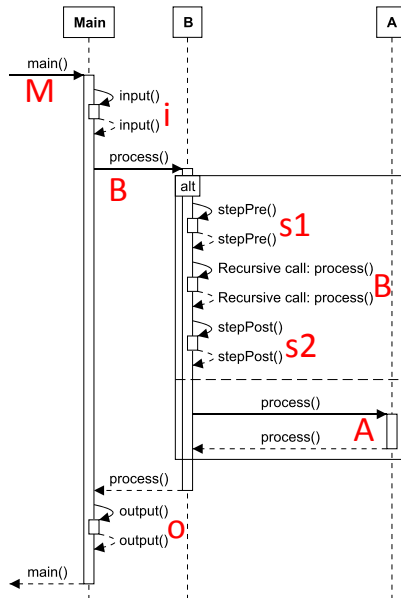 Main B A
main()
M
input()
i
input()
process()
B
alt
stepPre()
s1
stepPre()
Recursive call: process()
B
Recursive call: process()
stepPost()
s2
stepPost()
process()
A
process()
process()
output()
o
output()
main()